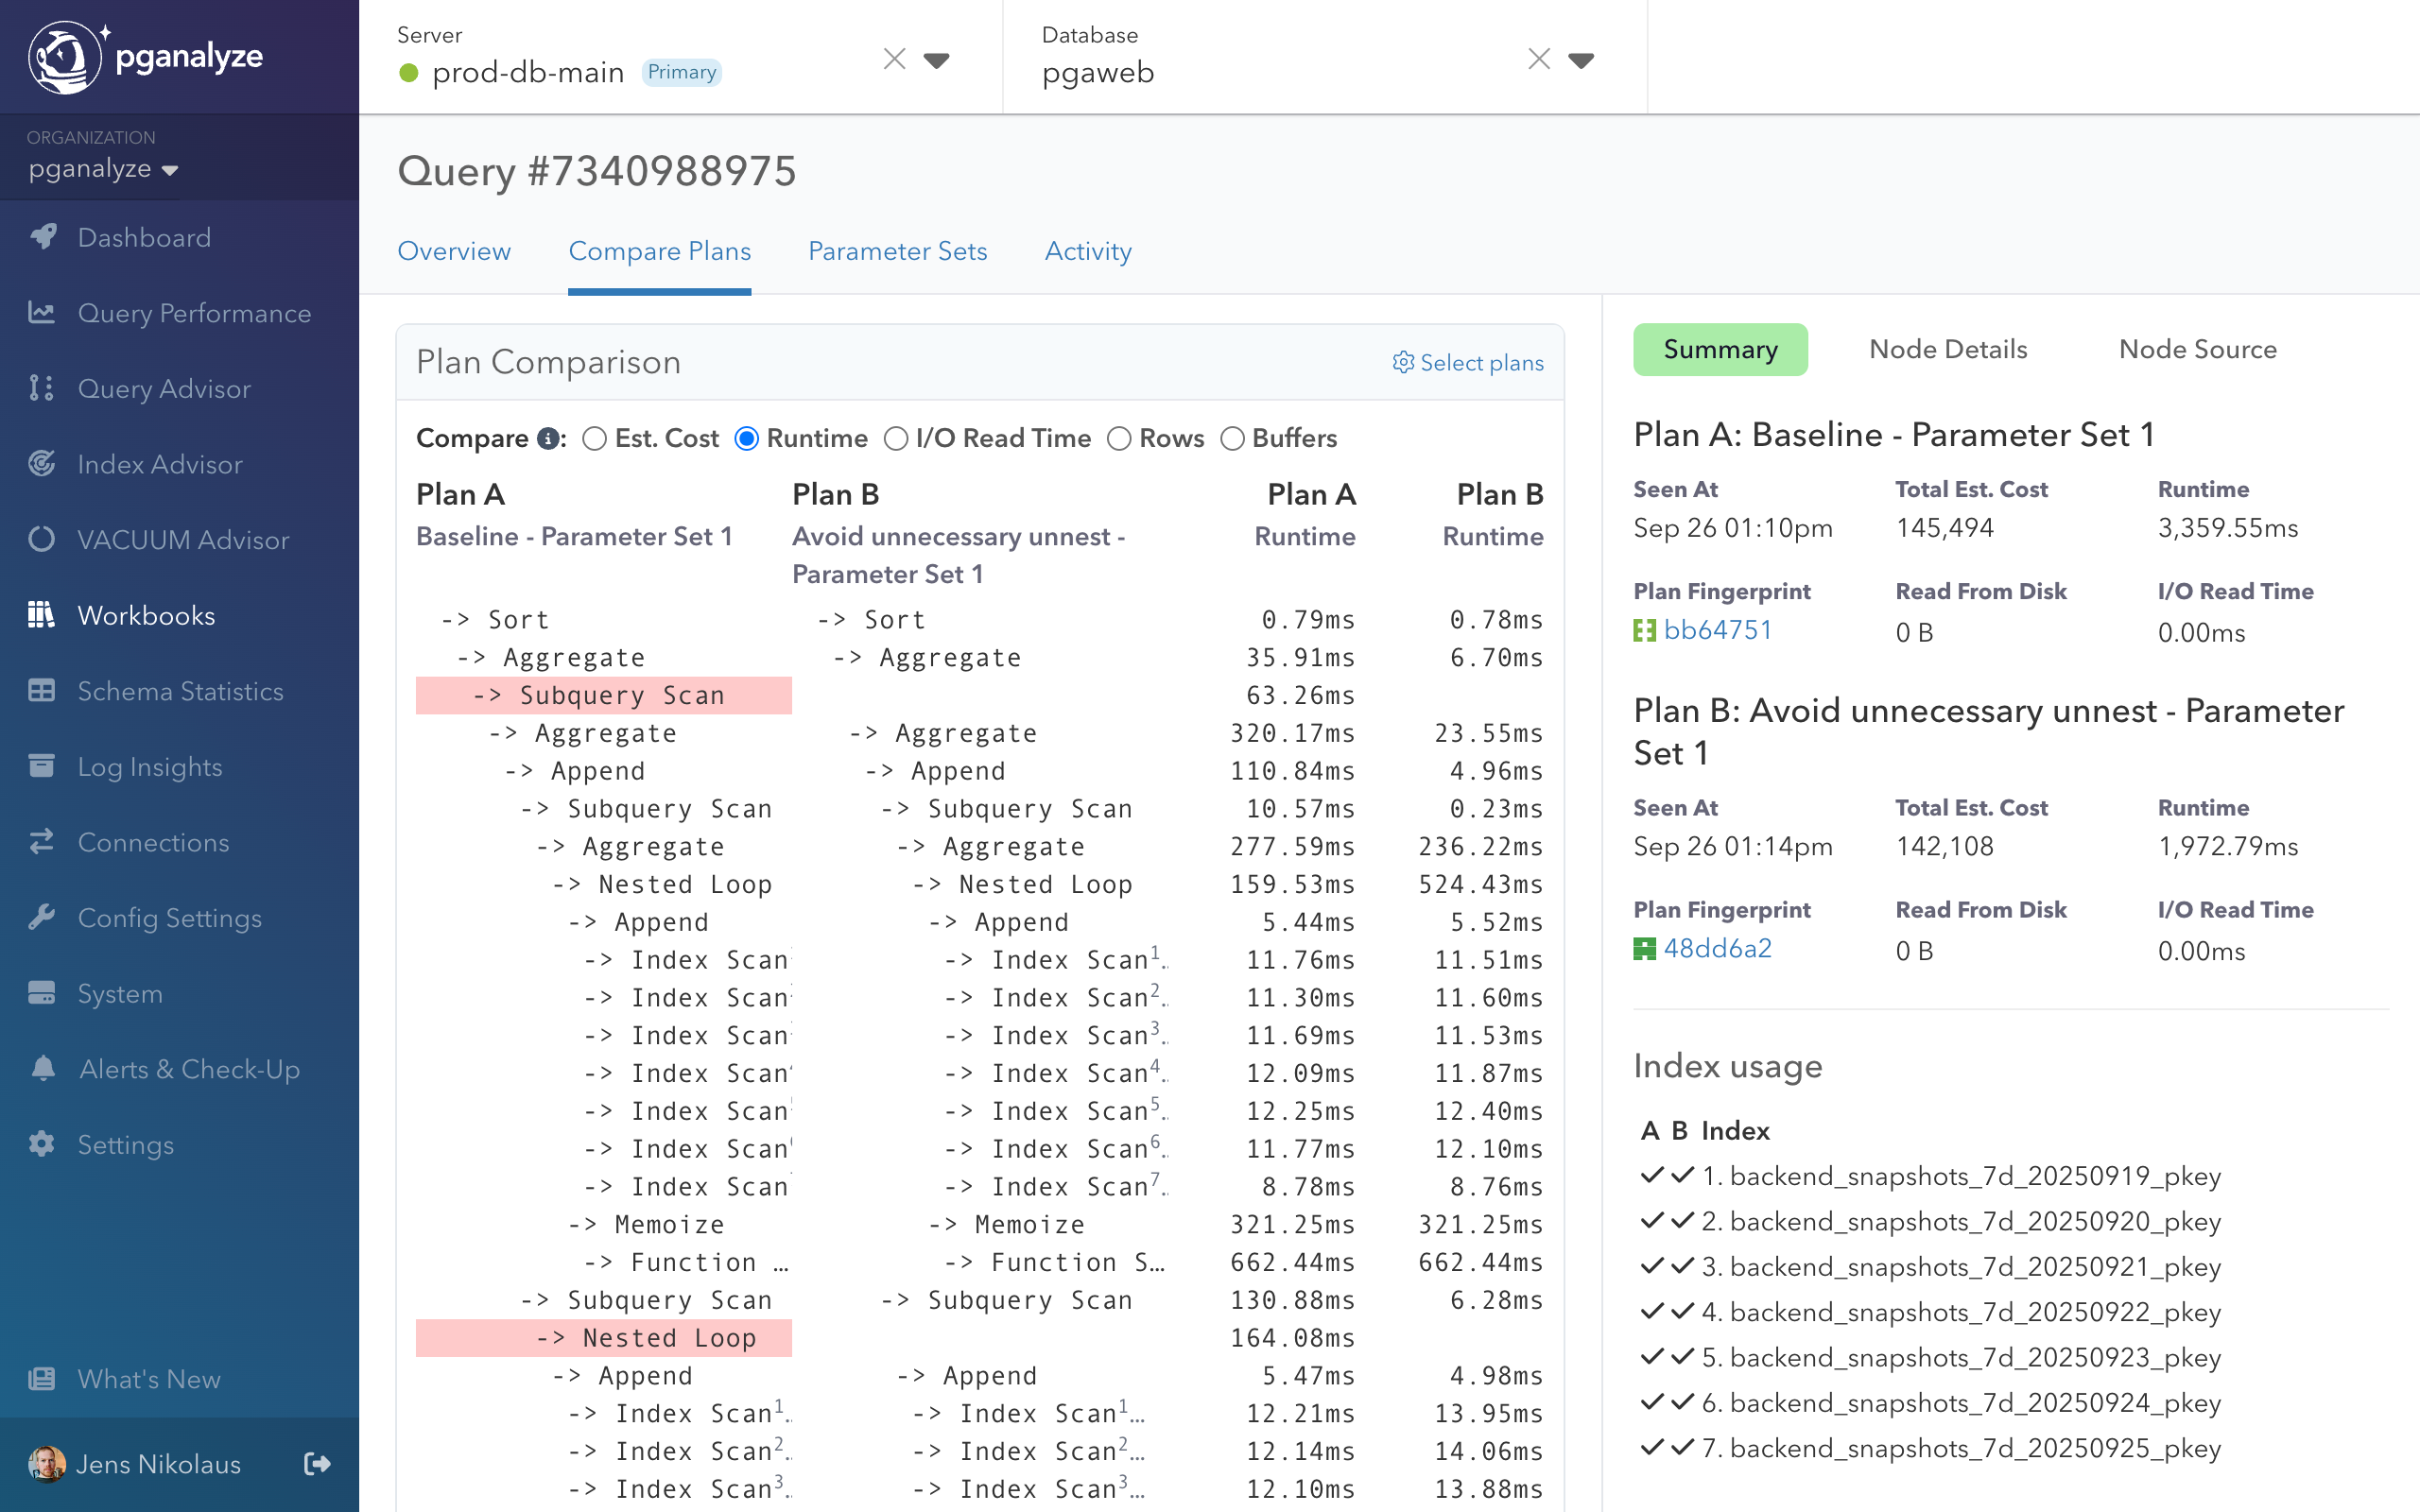 pganalyze
ORGANIZATION
pganalyze
Dashboard
Query Performance
Query Advisor
Index Advisor
VACUUM Advisor
Workbooks
Schema Statistics
Log Insights
Connections
Config Settings
System
Alerts & Check-Up
Settings
What's New
Jens Nikolaus
Server
prod-db-main Primary
Database
pgaweb
Query #7340988975
Overview Compare Plans Parameter Sets Activity
Plan Comparison Select plans
Compare : Est. Cost Runtime I/O Read Time Rows Buffers
Plan A Plan B Plan A Plan B
Baseline - Parameter Set 1 Avoid unnecessary unnest - Runtime Runtime
Parameter Set 1
-> Sort -> Sort 0.79ms 0.78ms
-> Aggregate -> Aggregate 35.91ms 6.70ms
-> Subquery Scan 63.26ms
-> Aggregate -> Aggregate 320.17ms 23.55ms
-> Append -> Append 110.84ms 4.96ms
-> Subquery Scan -> Subquery Scan 10.57ms 0.23ms
-> Aggregate -> Aggregate 277.59ms 236.22ms
-> Nested Loop -> Nested Loop 159.53ms 524.43ms
-> Append -> Append 5.44ms 5.52ms
-> Index Scan -> Index Scan1… 11.76ms 11.51ms
-> Index Scan -> Index Scan2… 11.30ms 11.60ms
-> Index Scan -> Index Scan3… 11.69ms 11.53ms
-> Index Scan -> Index Scan4… 12.09ms 11.87ms
-> Index Scan -> Index Scan5… 12.25ms 12.40ms
-> Index Scan -> Index Scan6… 11.77ms 12.10ms
-> Index Scan -> Index Scan7… 8.78ms 8.76ms
-> Memoize -> Memoize 321.25ms 321.25ms
-> Function … -> Function S… 662.44ms 662.44ms
-> Subquery Scan -> Subquery Scan 130.88ms 6.28ms
-> Nested Loop 164.08ms
-> Append -> Append 5.47ms 4.98ms
-> Index Scan1… -> Index Scan1… 12.21ms 13.95ms
-> Index Scan2… -> Index Scan2… 12.14ms 14.06ms
-> Index Scan3… -> Index Scan3… 12.10ms 13.88ms
Summary Node Details Node Source
Plan A: Baseline - Parameter Set 1
Seen At Total Est. Cost Runtime
Sep 26 01:10pm 145,494 3,359.55ms
Plan Fingerprint Read From Disk I/O Read Time
bb64751 0 B 0.00ms
Plan B: Avoid unnecessary unnest - Parameter
Set 1
Seen At Total Est. Cost Runtime
Sep 26 01:14pm 142,108 1,972.79ms
Plan Fingerprint Read From Disk I/O Read Time
48dd6a2 0 B 0.00ms
Index usage
A B Index
1. backend_snapshots_7d_20250919_pkey
2. backend_snapshots_7d_20250920_pkey
3. backend_snapshots_7d_20250921_pkey
4. backend_snapshots_7d_20250922_pkey
5. backend_snapshots_7d_20250923_pkey
6. backend_snapshots_7d_20250924_pkey
7. backend_snapshots_7d_20250925_pkey